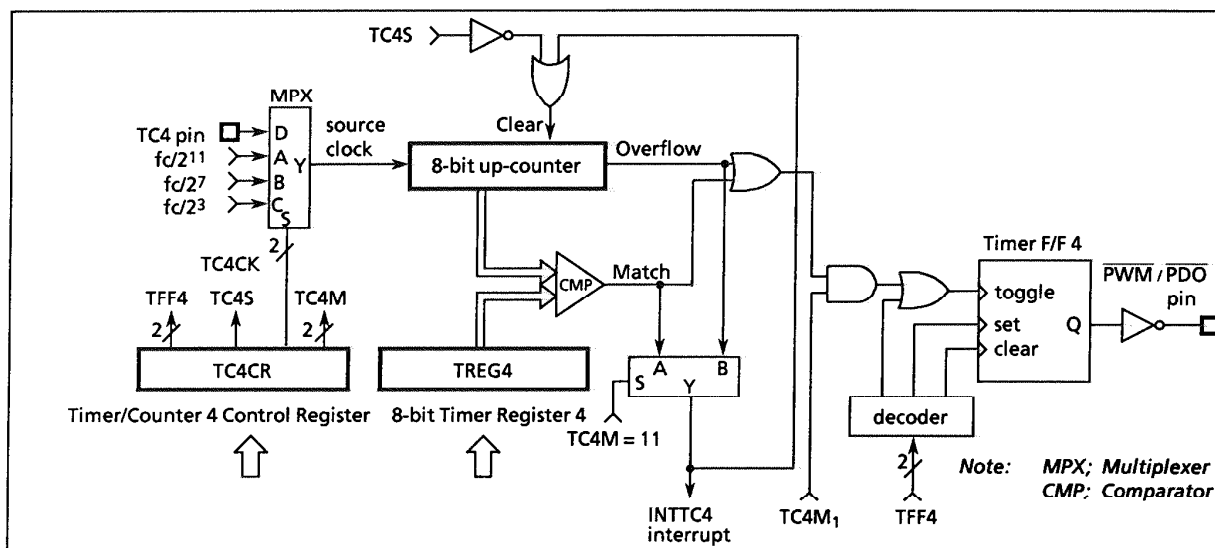 TC4S
MPX
TC4 pin
D
fc/2¹¹
A
fc/2⁷
B
fc/2³
C
Y
S
source
clock
Clear
8-bit up-counter
Overflow
2
TC4CK
TFF4
TC4S
TC4M
2
2
TC4CR
Timer/Counter 4 Control Register
CMP
Match
TREG4
8-bit Timer Register 4
A
B
S
Y
TC4M = 11
INTTC4
interrupt
TC4M₁
Timer F/F 4
toggle
set
clear
Q
P̅W̅M̅ / P̅D̅O̅
pin
decoder
2
TFF4
Note: MPX; Multiplexer
CMP; Comparator